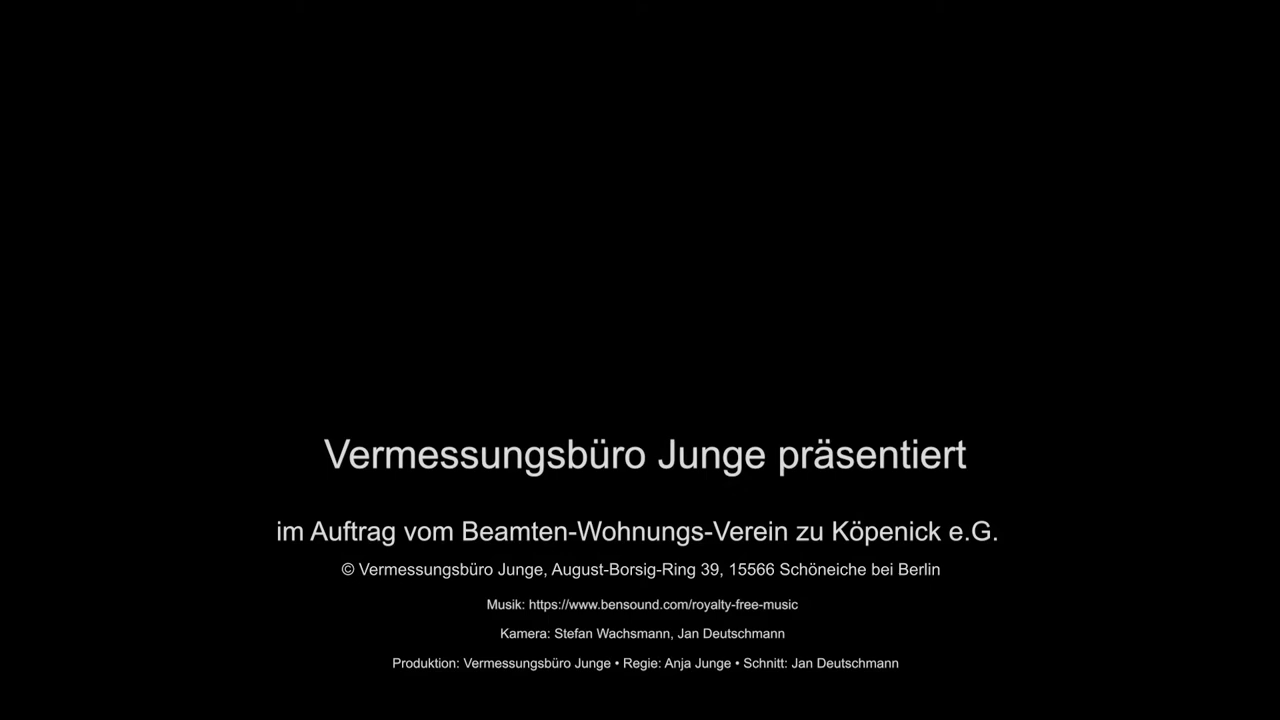 Vermessungsbüro Junge präsentiert
im Auftrag vom Beamten-Wohnungs-Verein zu Köpenick e.G.
© Vermessungsbüro Junge, August-Borsig-Ring 39, 15566 Schöneiche bei Berlin
Musik: https://www.bensound.com/royalty-free-music
Kamera: Stefan Wachsmann, Jan Deutschmann
Produktion: Vermessungsbüro Junge • Regie: Anja Junge • Schnitt: Jan Deutschmann